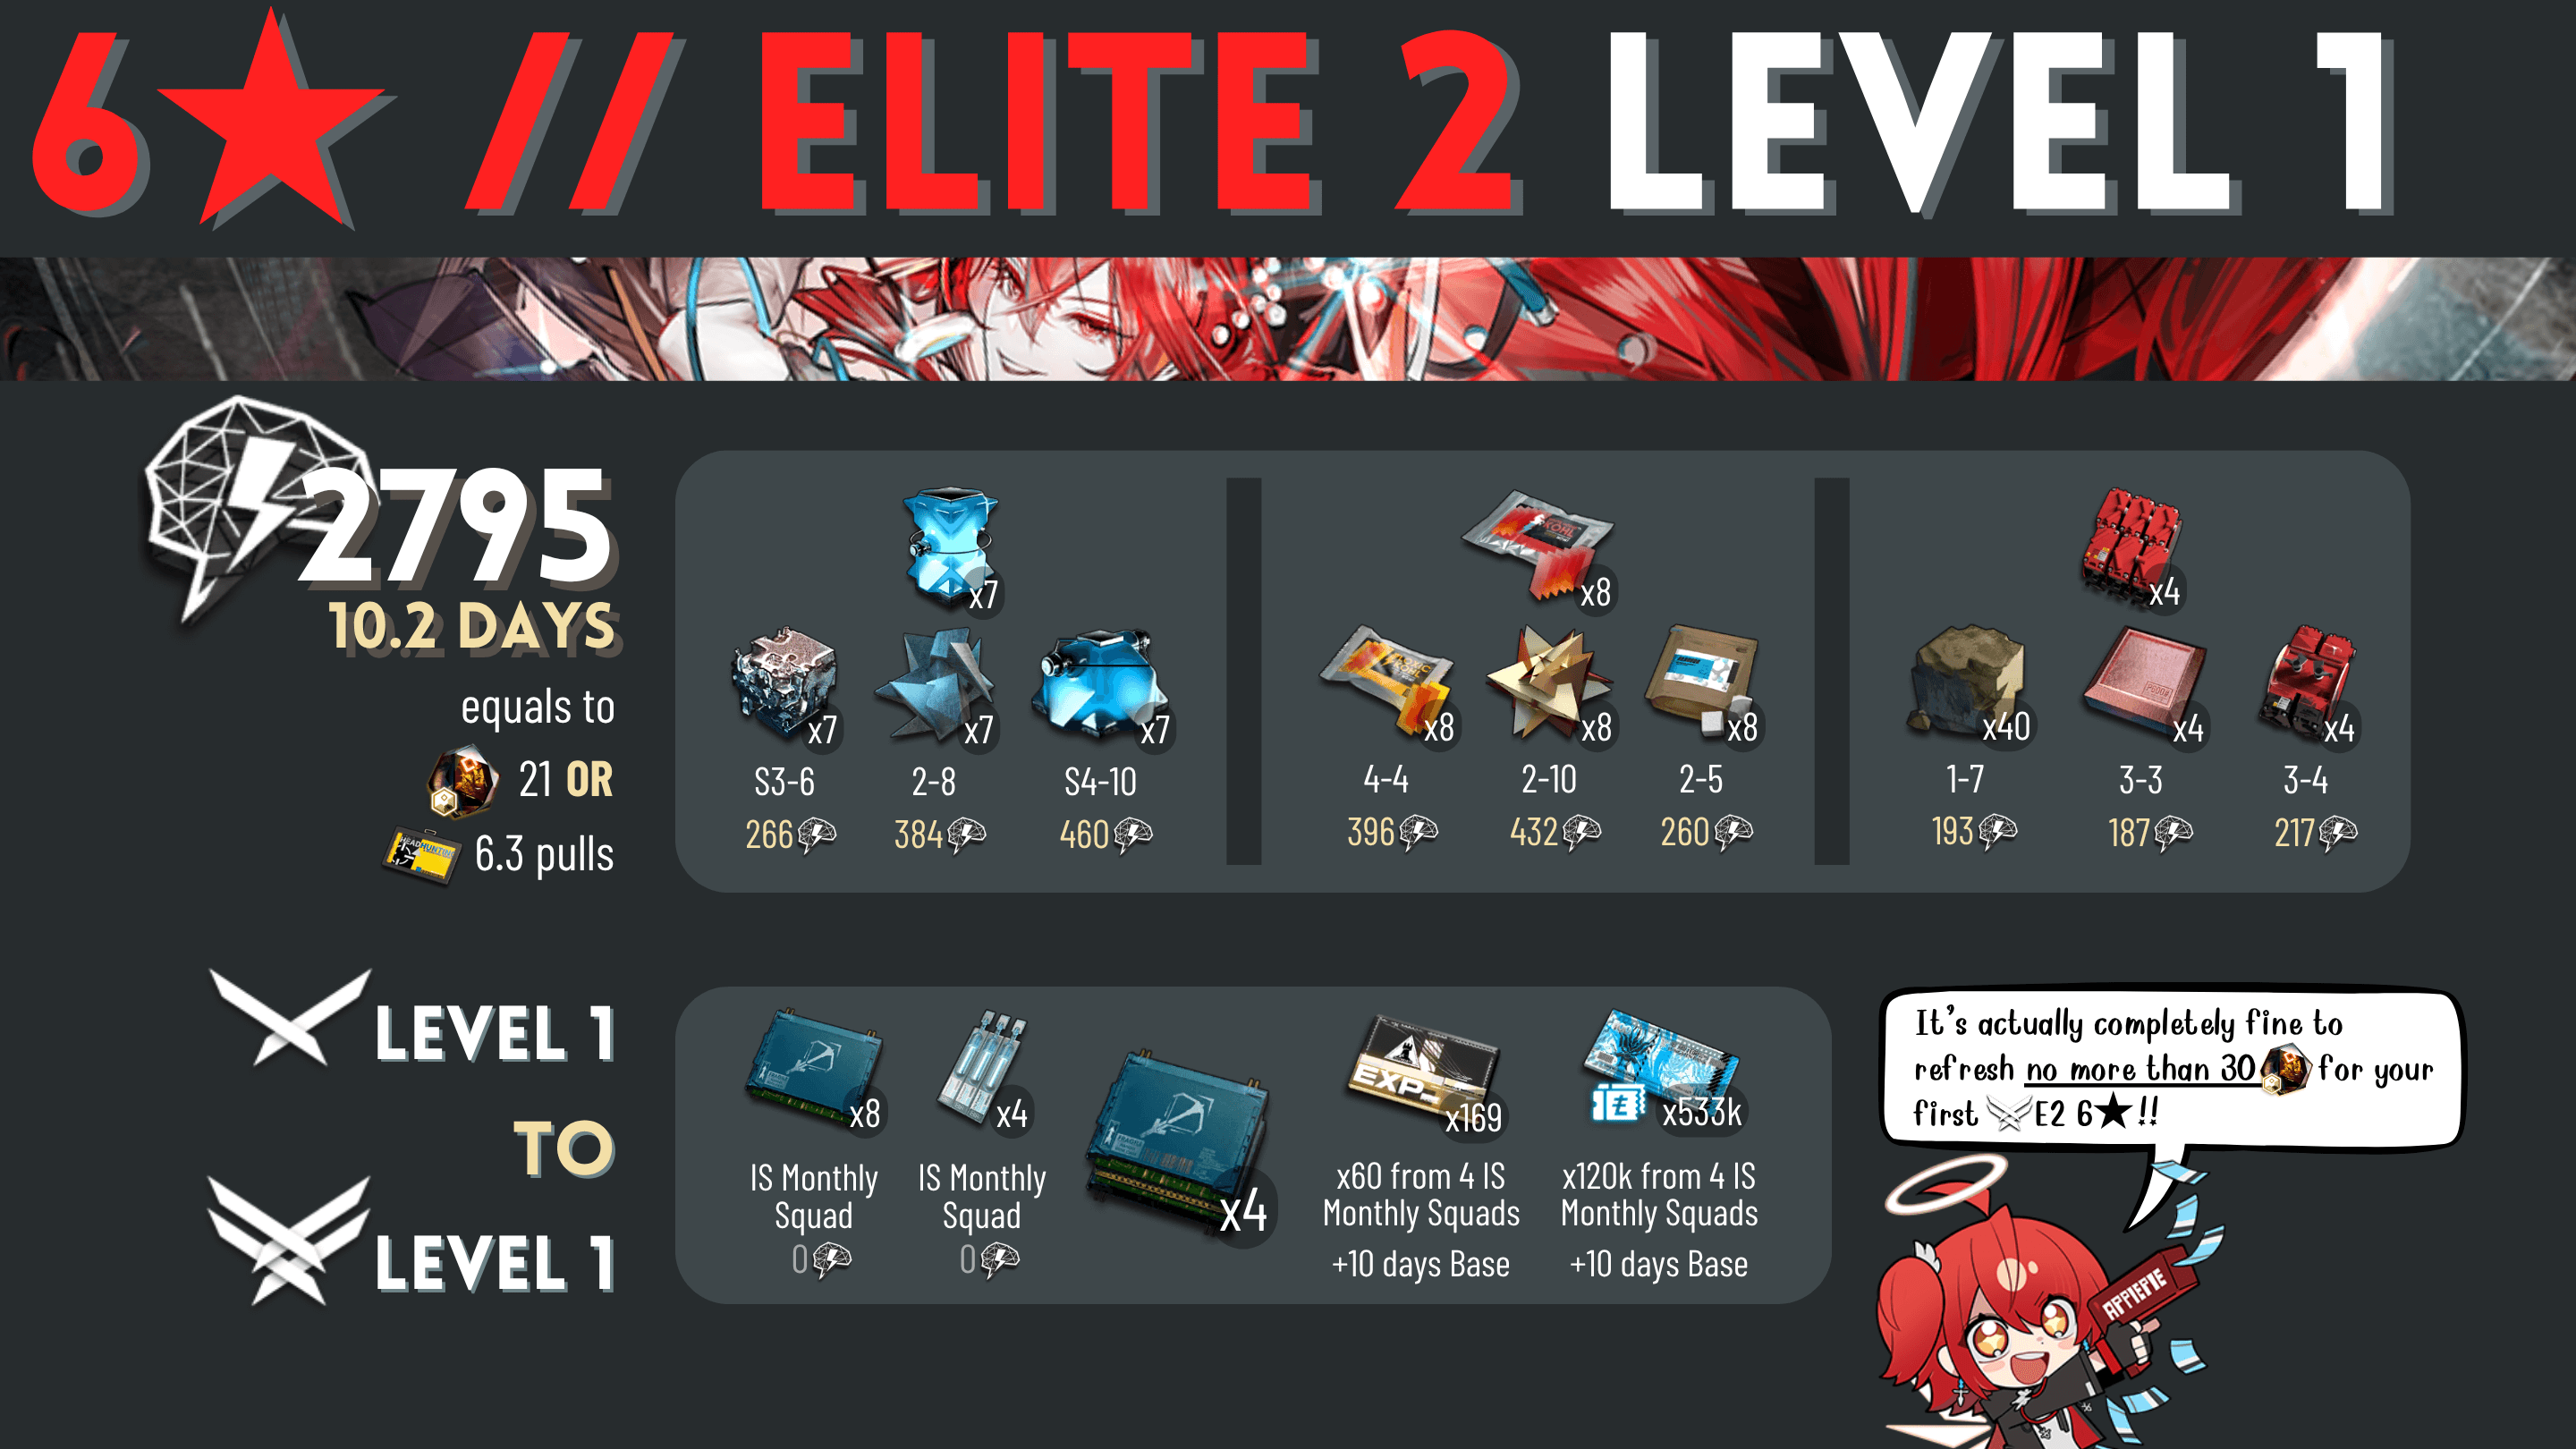 6★ // ELITE 2 LEVEL 1
2795
10.2 DAYS
equals to
21 OR
6.3 pulls
x7
x7
x7
x7
S3-6
2-8
S4-10
266
384
460
x8
x8
x8
x8
4-4
2-10
2-5
396
432
260
x4
x40
x4
x4
1-7
3-3
3-4
193
187
217
LEVEL 1
TO
LEVEL 1
x8
IS Monthly
Squad
0
x4
IS Monthly
Squad
0
x4
EXP
x169
x60 from 4 IS
Monthly Squads
+10 days Base
x533k
x120k from 4 IS
Monthly Squads
+10 days Base
It's actually completely fine to
refresh no more than 30 for your
first E2 6★!!
APPLEPIE